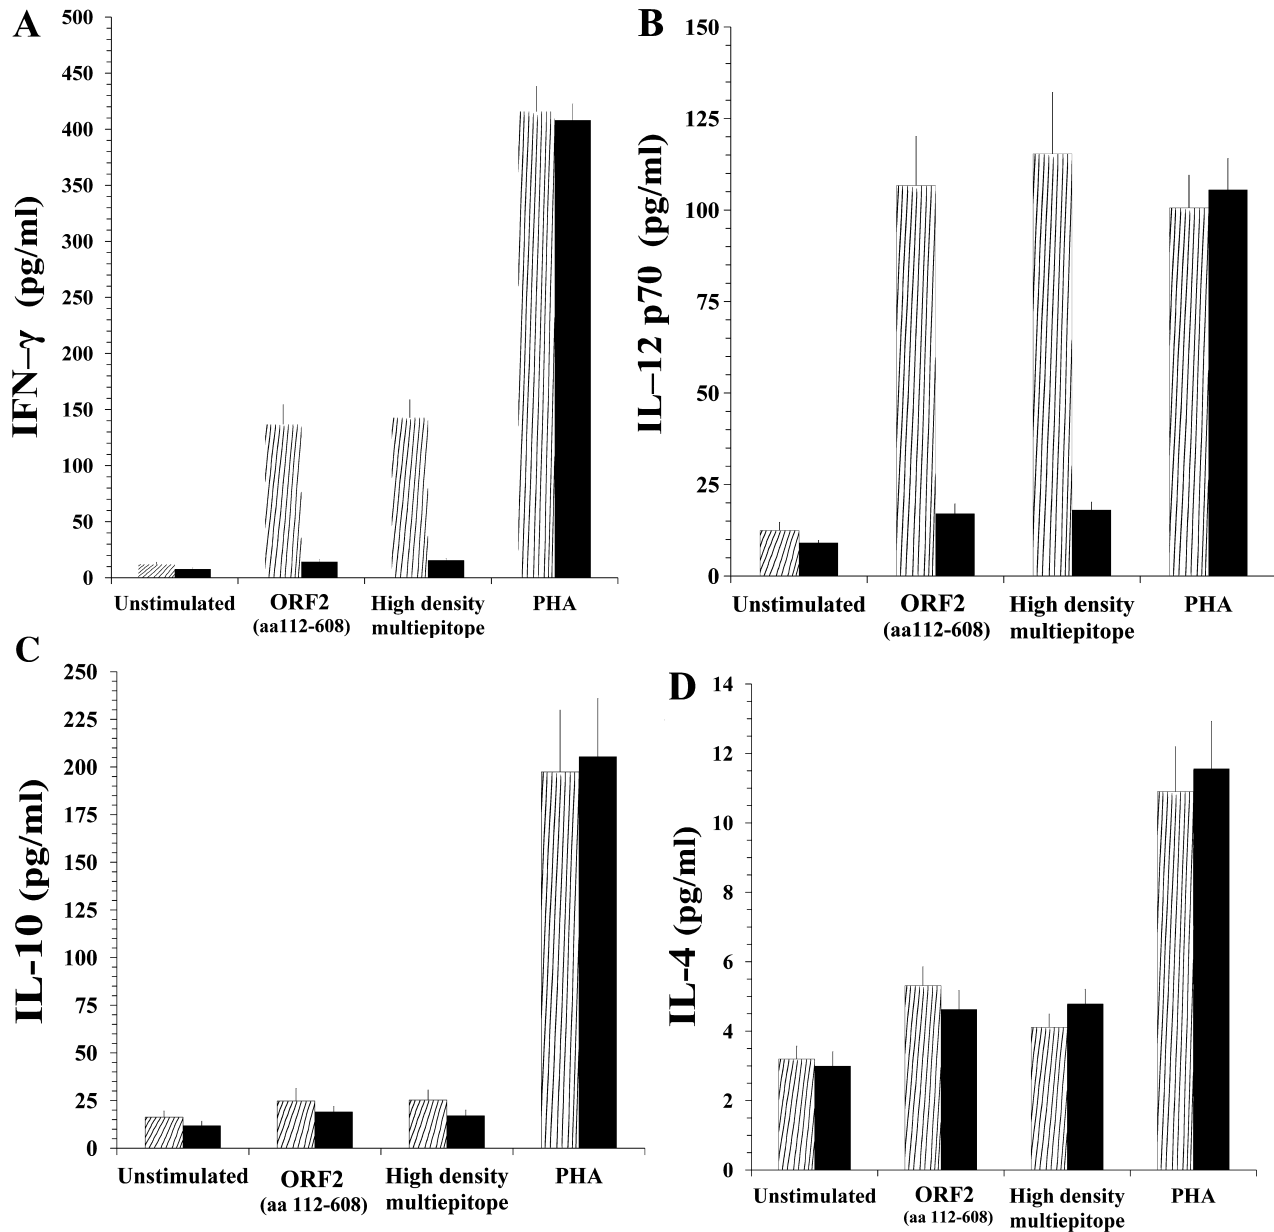 A
IFN–γ (pg/ml)
500
450
400
350
300
250
200
150
100
50
0
Unstimulated
ORF2
(aa112-608)
High density
multiepitope
PHA
B
IL–12 p70 (pg/ml)
150
125
100
75
50
25
0
Unstimulated
ORF2
(aa112-608)
High density
multiepitope
PHA
C
IL-10 (pg/ml)
250
225
200
175
150
125
100
75
50
25
0
Unstimulated
ORF2
(aa 112-608)
High density
multiepitope
PHA
D
IL-4 (pg/ml)
14
12
10
8
6
4
2
0
Unstimulated
ORF2
(aa 112-608)
High density
multiepitope
PHA